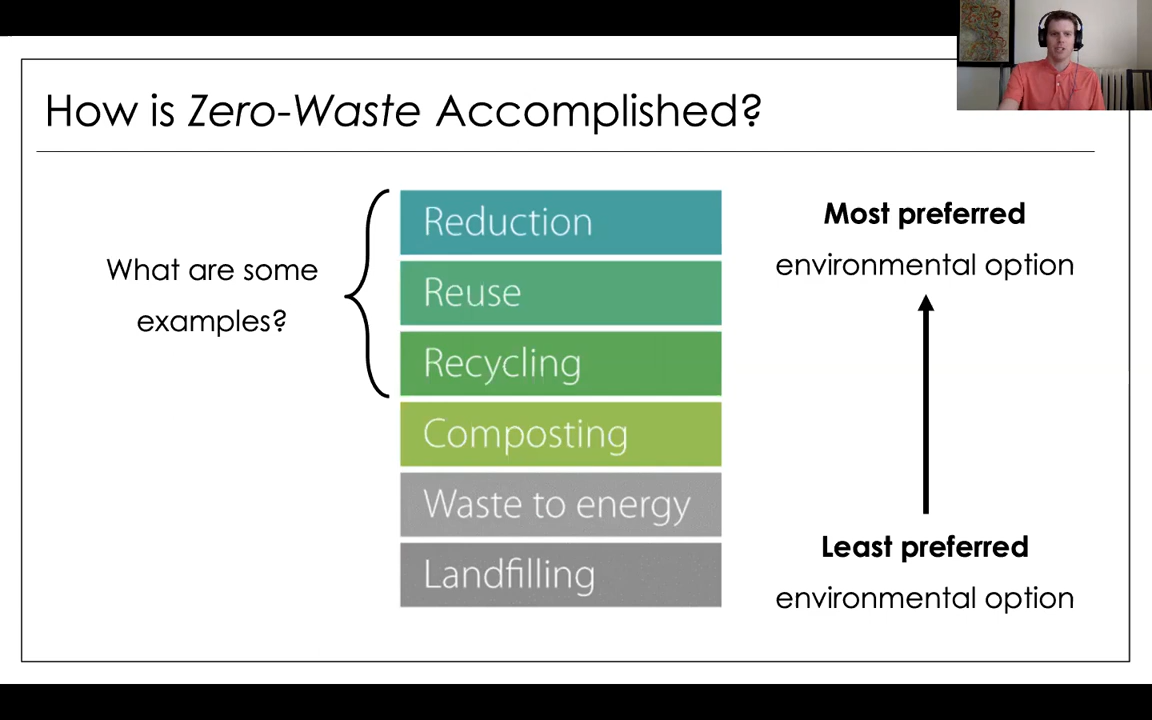 How is Zero-Waste Accomplished?
What are some
examples?
Reduction
Reuse
Recycling
Composting
Waste to energy
Landfilling
Most preferred
environmental option
Least preferred
environmental option